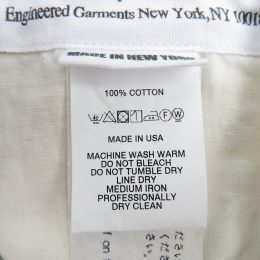 Engineered Garments New York, NY 10018
MADE IN NEW YORK
100% COTTON
MADE IN USA
MACHINE WASH WARM
DO NOT BLEACH
DO NOT TUMBLE DRY
LINE DRY
MEDIUM IRON
PROFESSIONALLY
DRY CLEAN